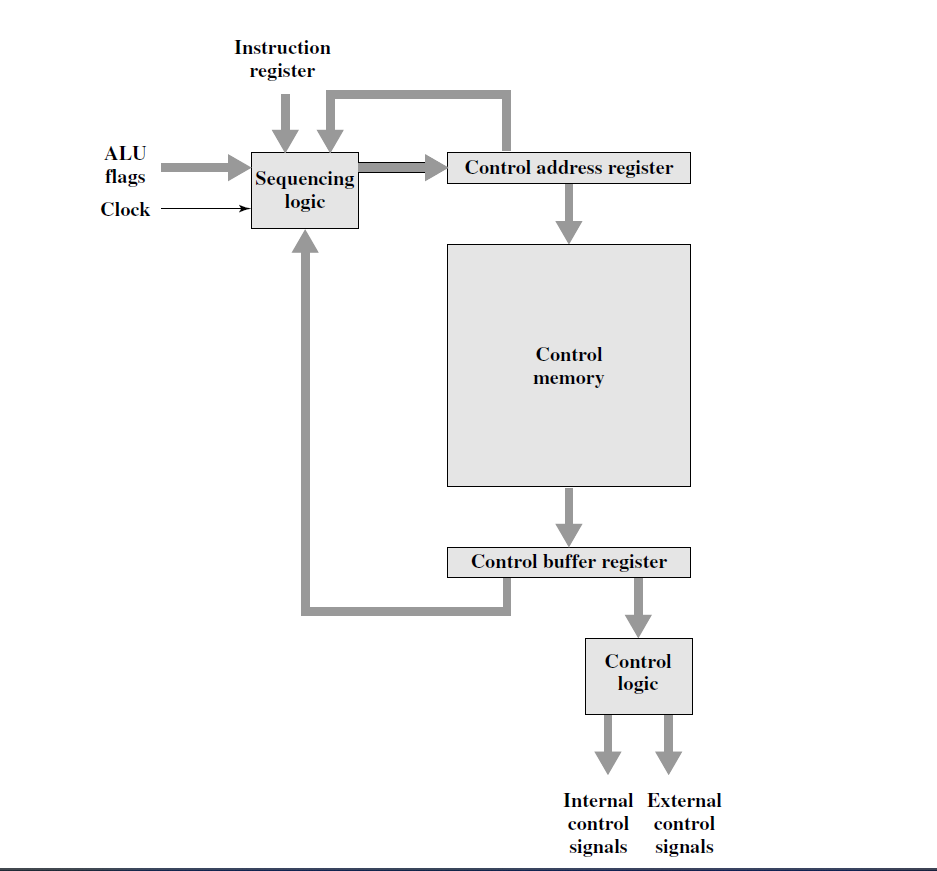 Instruction
register
ALU
flags
Clock
Sequencing
logic
Control address register
Control
memory
Control buffer register
Control
logic
Internal
control
signals
External
control
signals